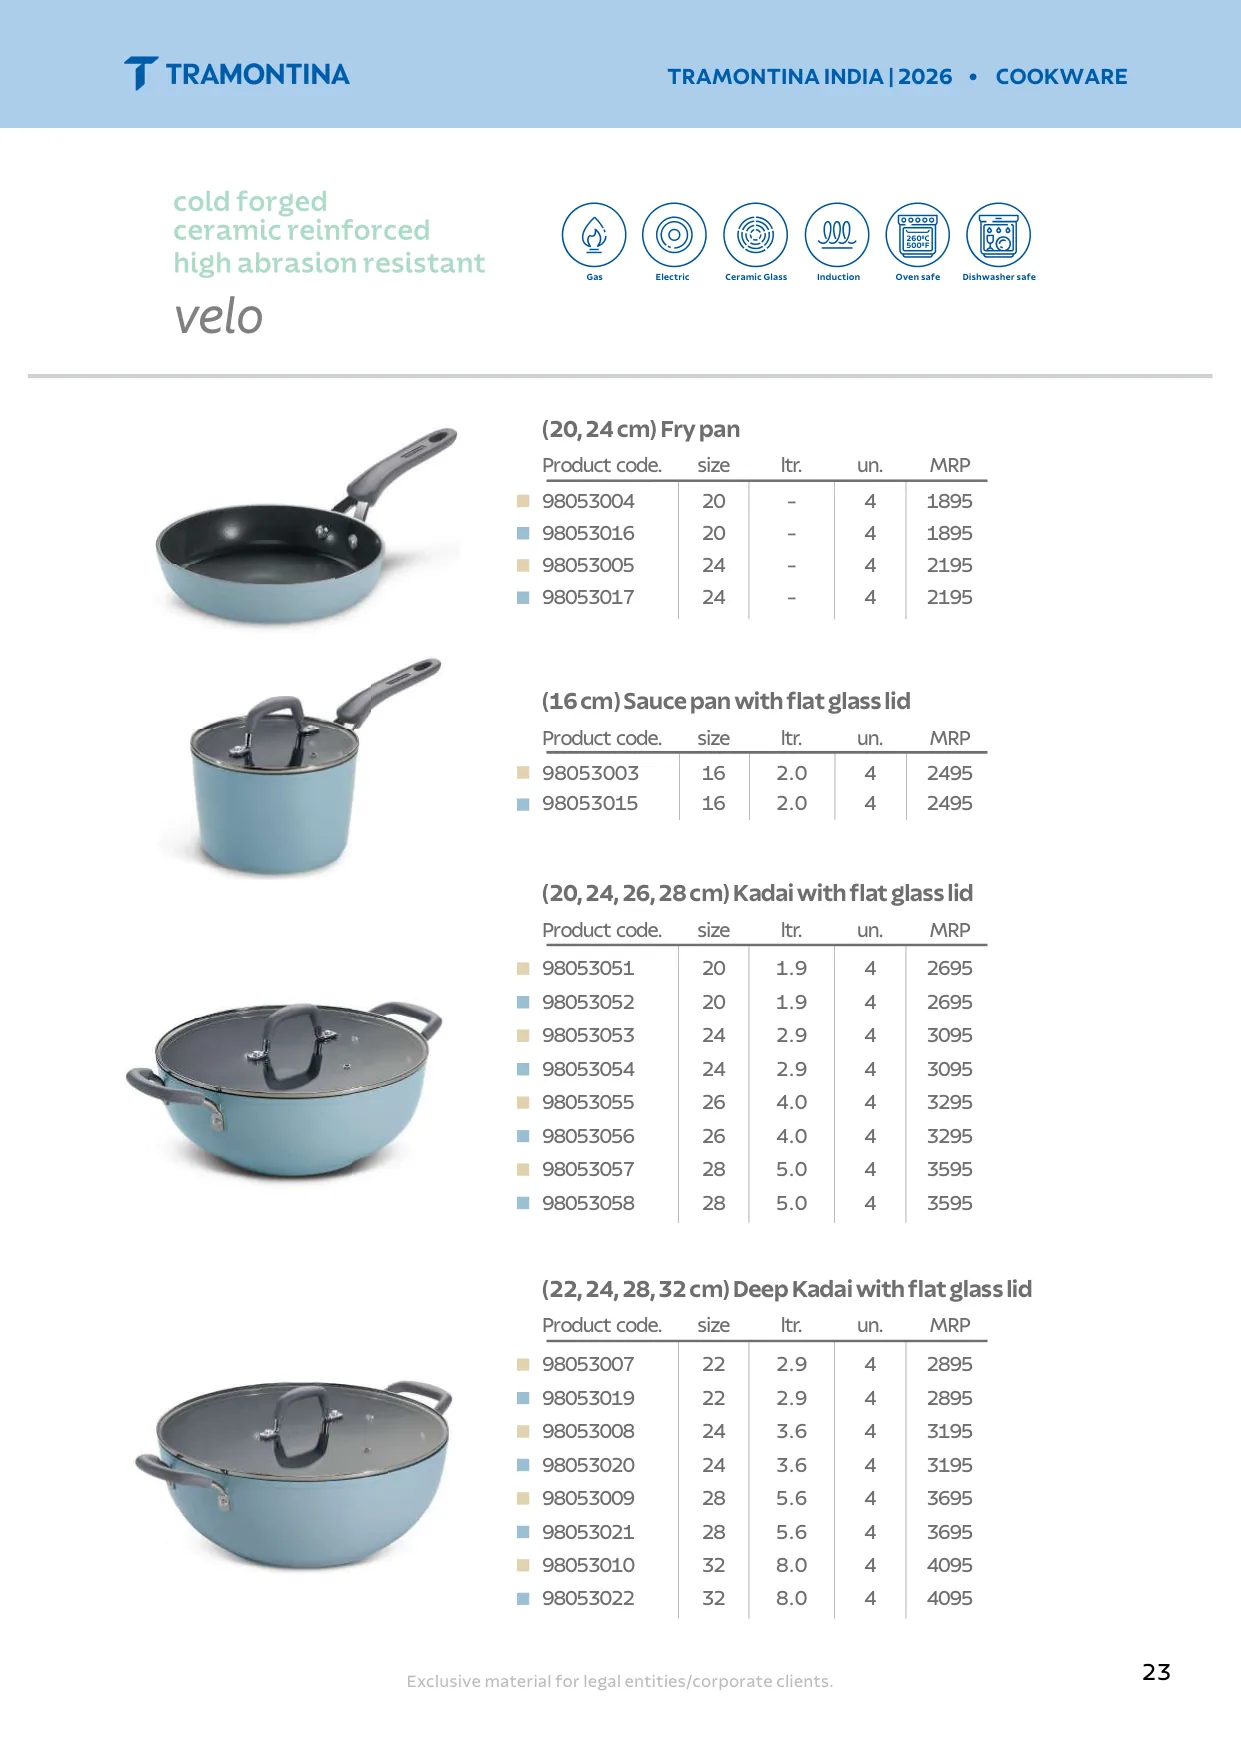 TRAMONTINA
TRAMONTINA INDIA | 2026 • COOKWARE
cold forged
ceramic reinforced
high abrasion resistant
velo
260ºC
500ºF
Gas Electric Ceramic Glass Induction Oven safe Dishwasher safe
(20, 24 cm) Fry pan
Product code. size ltr. un. MRP
98053004 20 - 4 1895
98053016 20 - 4 1895
98053005 24 - 4 2195
98053017 24 - 4 2195
(16 cm) Sauce pan with flat glass lid
Product code. size ltr. un. MRP
98053003 16 2.0 4 2495
98053015 16 2.0 4 2495
(20, 24, 26, 28 cm) Kadai with flat glass lid
Product code. size ltr. un. MRP
98053051 20 1.9 4 2695
98053052 20 1.9 4 2695
98053053 24 2.9 4 3095
98053054 24 2.9 4 3095
98053055 26 4.0 4 3295
98053056 26 4.0 4 3295
98053057 28 5.0 4 3595
98053058 28 5.0 4 3595
(22, 24, 28, 32 cm) Deep Kadai with flat glass lid
Product code. size ltr. un. MRP
98053007 22 2.9 4 2895
98053019 22 2.9 4 2895
98053008 24 3.6 4 3195
98053020 24 3.6 4 3195
98053009 28 5.6 4 3695
98053021 28 5.6 4 3695
98053010 32 8.0 4 4095
98053022 32 8.0 4 4095
Exclusive material for legal entities/corporate clients.
23